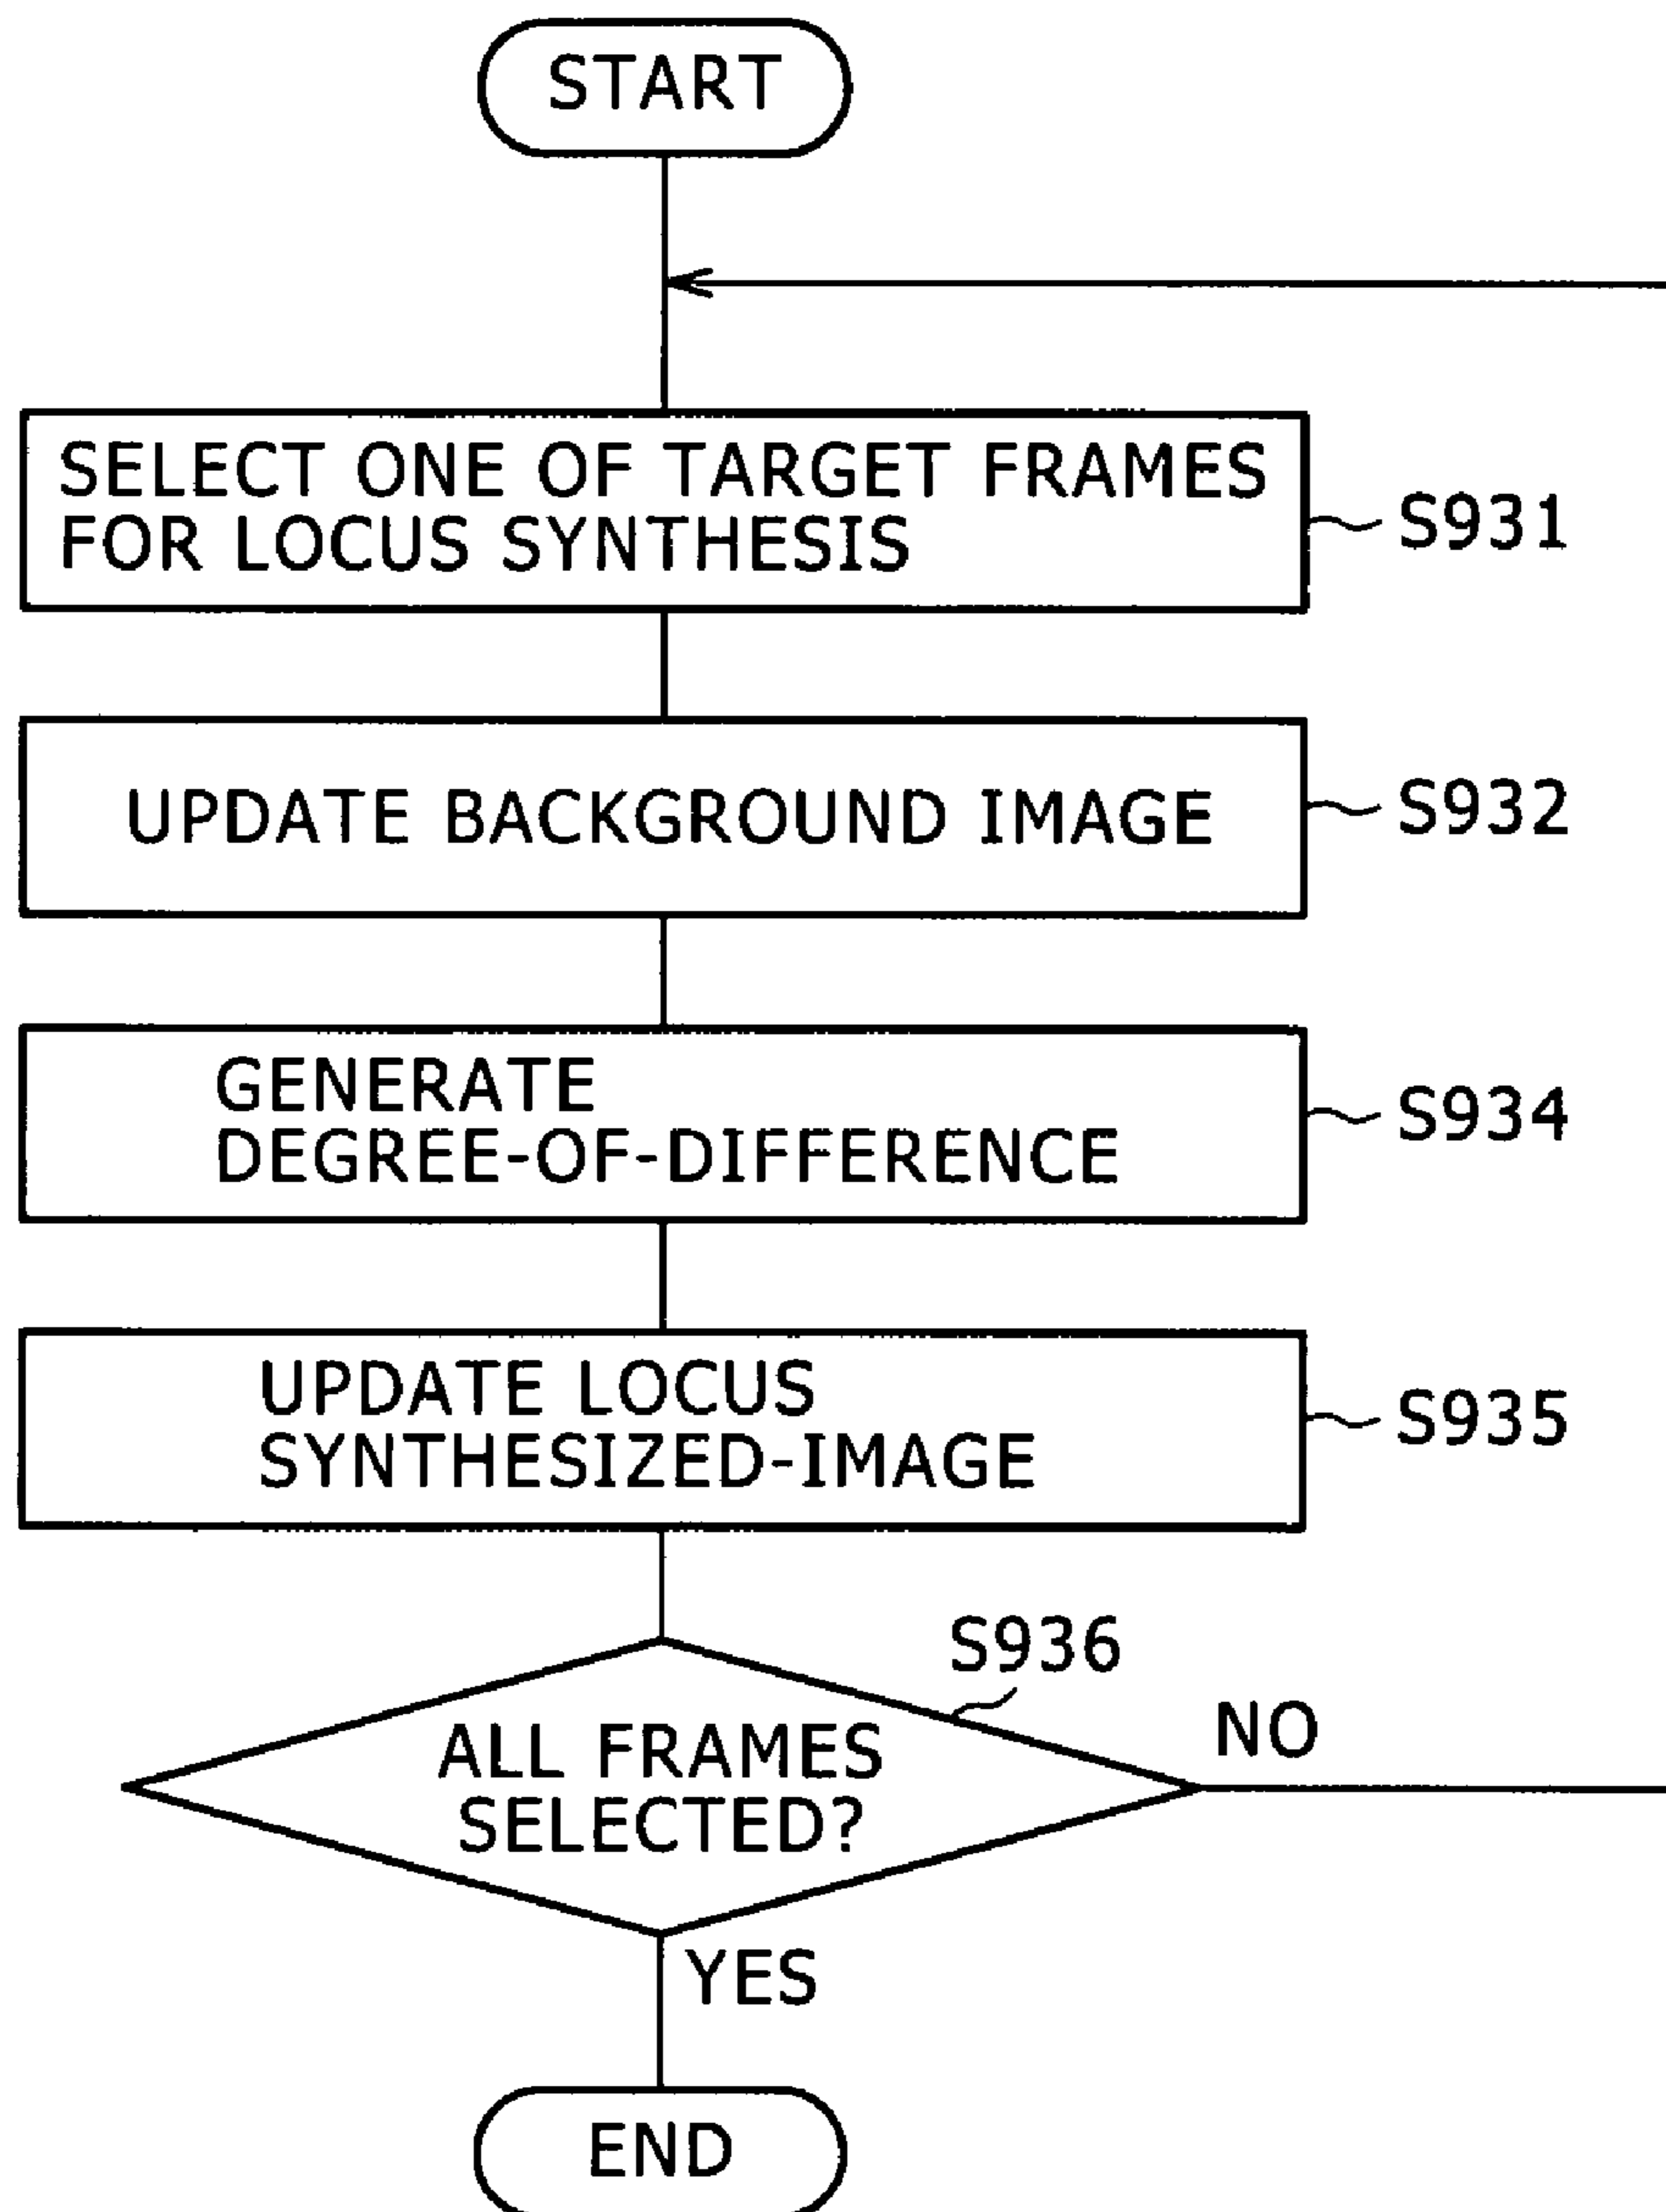 START
SELECT ONE OF TARGET FRAMES
FOR LOCUS SYNTHESIS
S931
UPDATE BACKGROUND IMAGE
S932
GENERATE
DEGREE-OF-DIFFERENCE
S934
UPDATE LOCUS
SYNTHESIZED-IMAGE
S935
S936
ALL FRAMES
SELECTED?
NO
YES
END